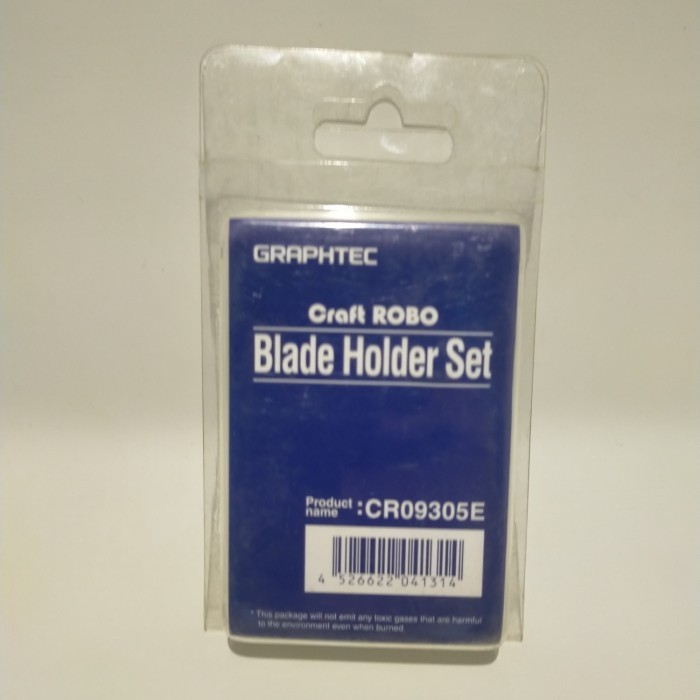 GRAPHTEC
Craft ROBO
Blade Holder Set
Product name :CR09305E
4 526622 041314
* This package will not emit any toxic gases that are harmful
to the environment even when burned.